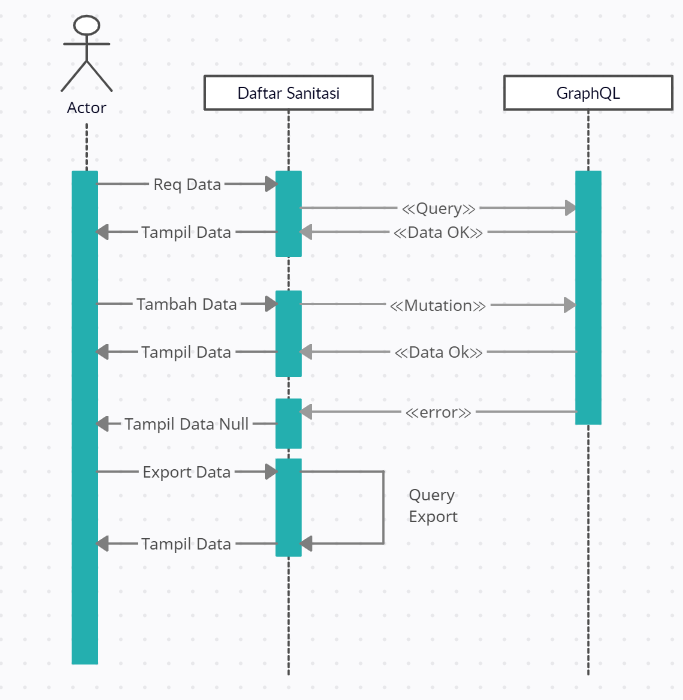 Actor
Daftar Sanitasi
GraphQL
Req Data
≪Query≫
Tampil Data
≪Data OK≫
Tambah Data
≪Mutation≫
Tampil Data
≪Data Ok≫
≪error≫
Tampil Data Null
Export Data
Query
Export
Tampil Data